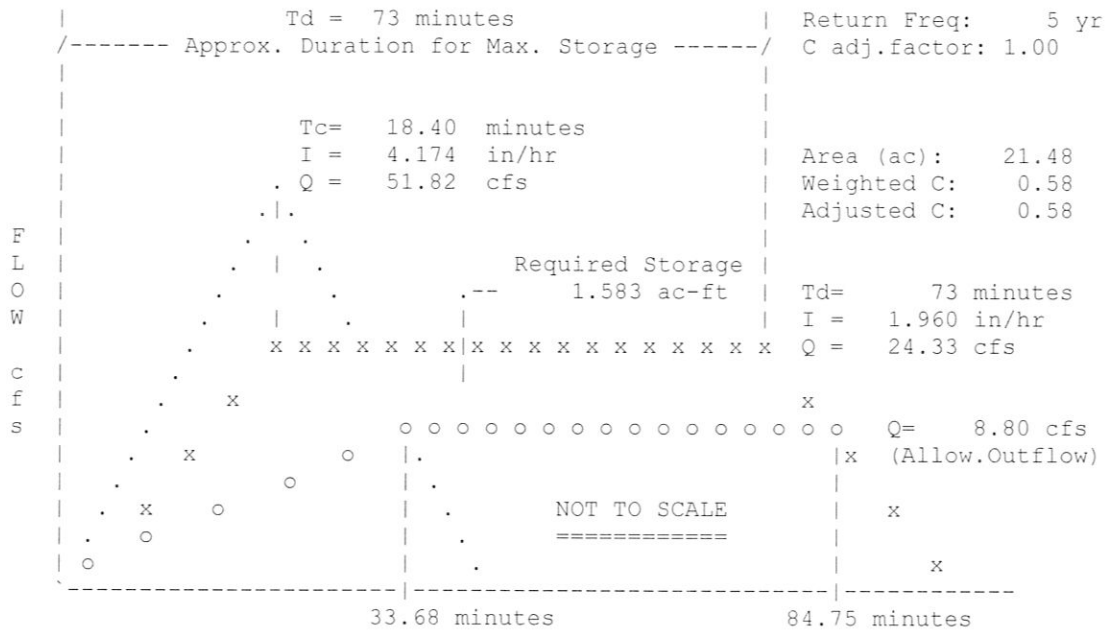 Td = 73 minutes Return Freq: 5 yr
/------- Approx. Duration for Max. Storage ------/ C adj.factor: 1.00
Tc= 18.40 minutes
I = 4.174 in/hr Area (ac): 21.48
Q = 51.82 cfs Weighted C: 0.58
Adjusted C: 0.58
Required Storage
1.583 ac-ft Td= 73 minutes
I = 1.960 in/hr
x x x x x x x x x x x x x x x x x x Q = 24.33 cfs
x x
o o o o o o o o o o o o o o o o Q= 8.80 cfs
x o x (Allow.Outflow)
o
x o NOT TO SCALE x
o ============
o x
33.68 minutes 84.75 minutes
FLOW cfs